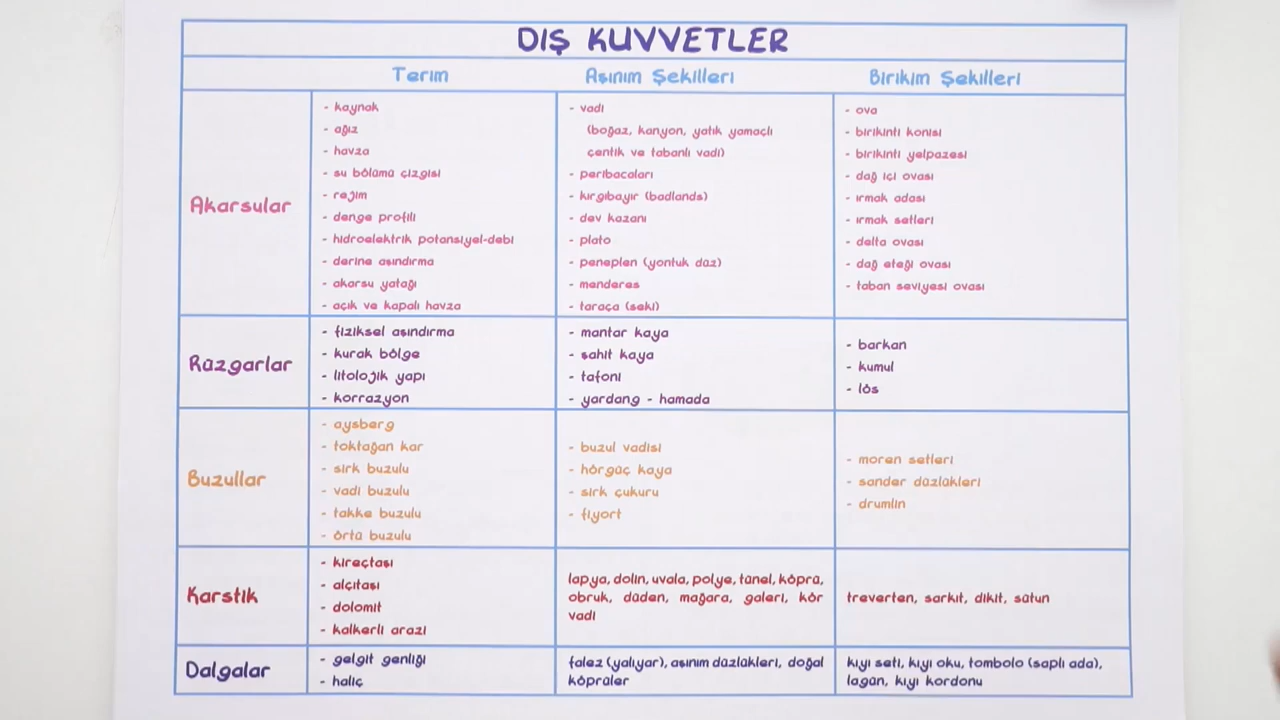 DIŞ KUVVETLER
Terim Aşınım Şekilleri Birikim Şekilleri
Akarsular
- kaynak
- ağız
- havza
- su bölümü çizgisi
- rejim
- denge profili
- hidroelektrik potansiyel-debi
- derine aşındırma
- akarsu yatağı
- açık ve kapalı havza
- vadi
(boğaz, kanyon, yatık yamaçlı
çentik ve tabanlı vadi)
- peribacaları
- kırgıbayır (badlands)
- dev kazanı
- plato
- peneplen (yontuk düz)
- menderes
- taraça (seki)
- ova
- birikinti konisi
- birikinti yelpazesi
- dağ içi ovası
- ırmak adası
- ırmak setleri
- delta ovası
- dağ eteği ovası
- taban seviyesi ovası
Rüzgarlar
- fiziksel aşındırma
- kurak bölge
- litolojik yapı
- korrazyon
- mantar kaya
- şahit kaya
- tafoni
- yardang - hamada
- barkan
- kumul
- lös
Buzullar
- aysberg
- toktağan kar
- sirk buzulu
- vadi buzulu
- takke buzulu
- örtü buzulu
- buzul vadisi
- hörgüç kaya
- sirk çukuru
- fiyort
- moren setleri
- sander düzlükleri
- drumlin
Karstik
- kireçtaşı
- alçıtaşı
- dolomit
- kalkerli arazi
lapya, dolin, uvala, polye, tünel, köprü,
obruk, düden, mağara, galeri, kör
vadi
traverten, sarkıt, dikit, sütun
Dalgalar
- gelgit genliği
- haliç
falez (yalıyar), aşınım düzlükleri, doğal
köprüler
kıyı seti, kıyı oku, tombolo (saplı ada),
lagün, kıyı kordonu